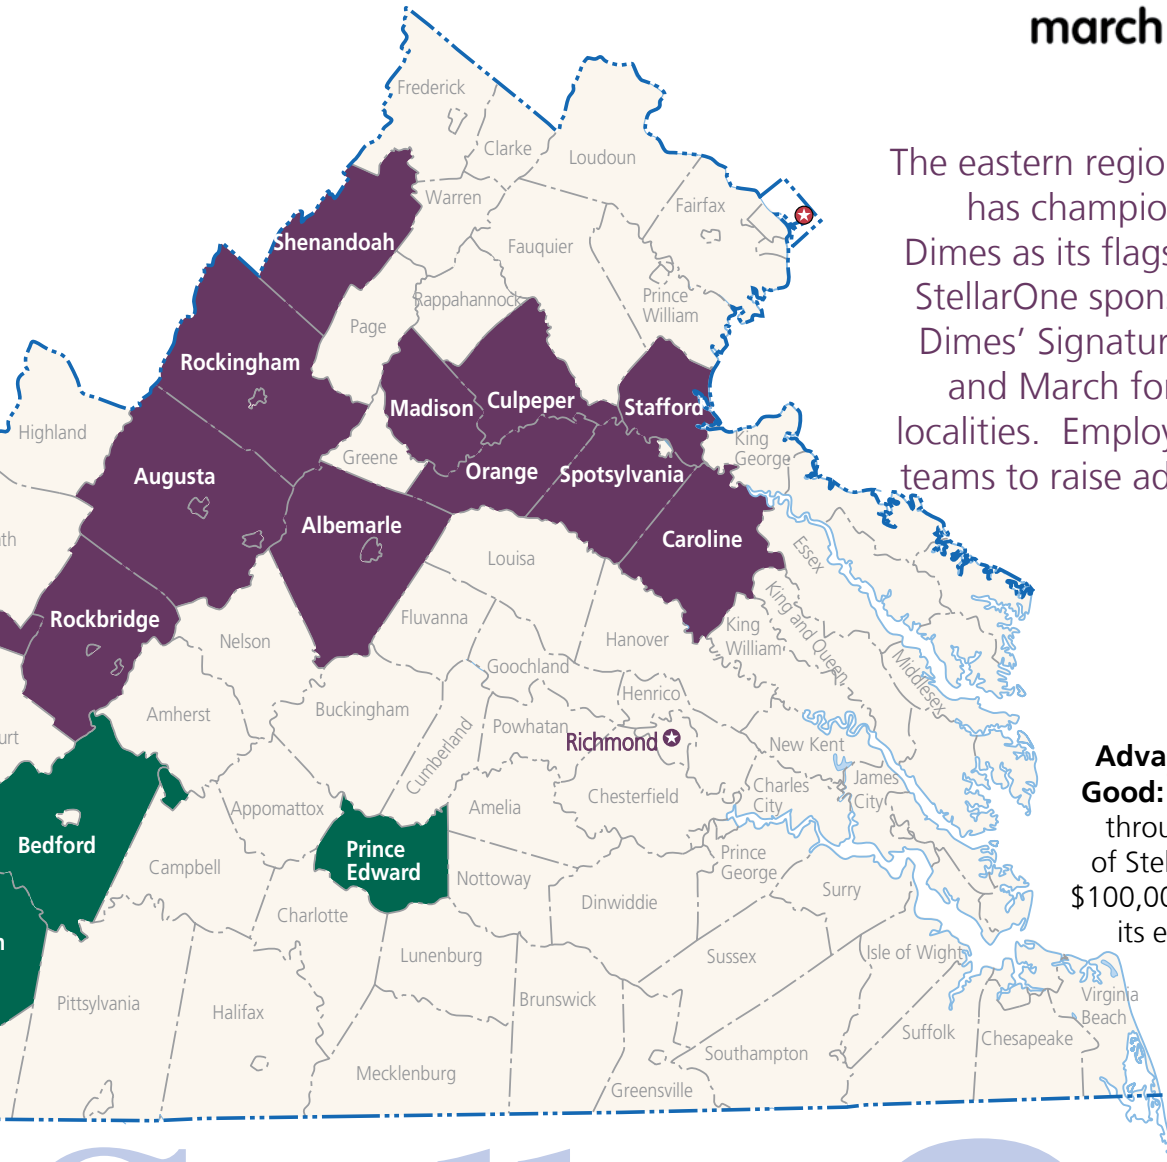 march
The eastern regio
has champio
Dimes as its flags
StellarOne spons
Dimes’ Signatur
and March for
localities.  Employ
teams to raise ad
Frederick
Clarke
Loudoun
Warren
Fairfax
Shenandoah
Fauquier
Rappahannock
Prince
William
Page
Rockingham
Madison
Culpeper
Stafford
Highland
King
George
Greene
Augusta
Orange
Spotsylvania
Albemarle
Caroline
ath
Louisa
Essex
Rockbridge
Fluvanna
King and Queen
Nelson
Hanover
King
William
Goochland
Middlesex
Henrico
Amherst
Buckingham
Cumberland
Powhatan
Richmond
New Kent
urt
Charles
City
James
City
Appomattox
Amelia
Chesterfield
Bedford
Prince
Edward
Campbell
Nottoway
Prince
George
Surry
Charlotte
Dinwiddie
n
Lunenburg
Sussex
Isle of Wight
Pittsylvania
Halifax
Brunswick
Virginia
Beach
Suffolk
Chesapeake
Southampton
Mecklenburg
Greensville
Adva
Good:
throu
of Stel
$100,00
its e